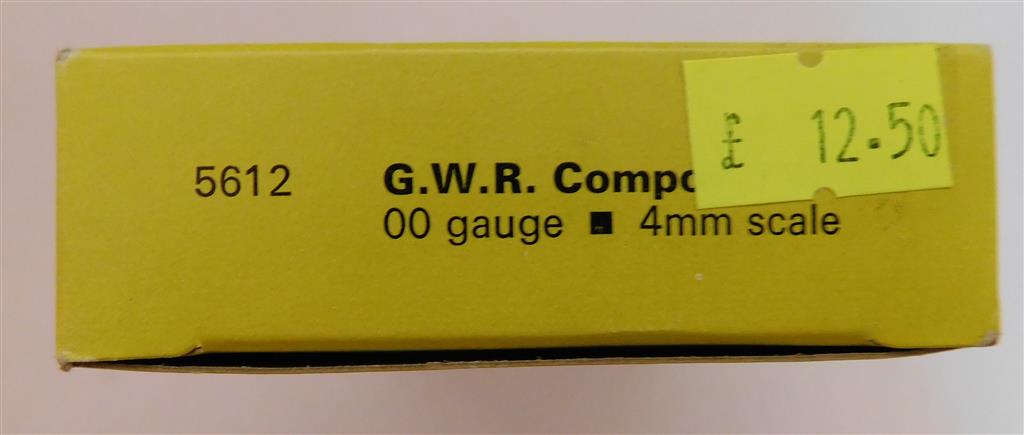 £ 12.50
5612 G.W.R. Compo
00 gauge ■ 4mm scale